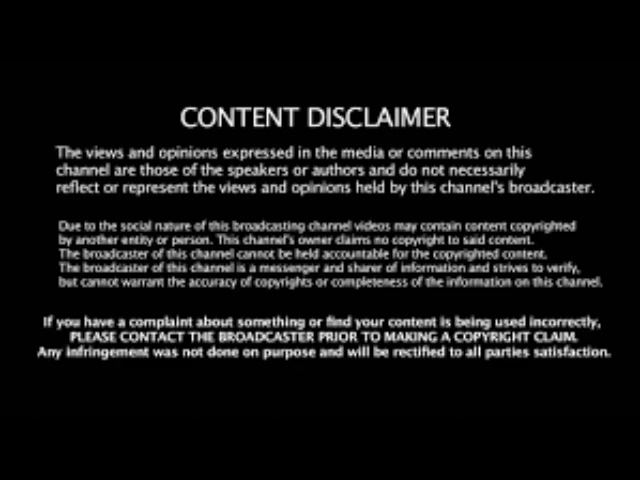 CONTENT DISCLAIMER
The views and opinions expressed in the media or comments on this
channel are those of the speakers or authors and do not necessarily
reflect or represent the views and opinions held by this channel's broadcaster.
Due to the social nature of this broadcasting channel videos may contain content copyrighted
by another entity or person. This channel's owner claims no copyright to said content.
The broadcaster of this channel cannot be held accountable for the copyrighted content.
The broadcaster of this channel is a messenger and sharer of information and strives to verify,
but cannot warrant the accuracy of copyrights or completeness of the information on this channel.
If you have a complaint about something or find your content is being used incorrectly,
PLEASE CONTACT THE BROADCASTER PRIOR TO MAKING A COPYRIGHT CLAIM.
Any infringement was not done on purpose and will be rectified to all parties satisfaction.